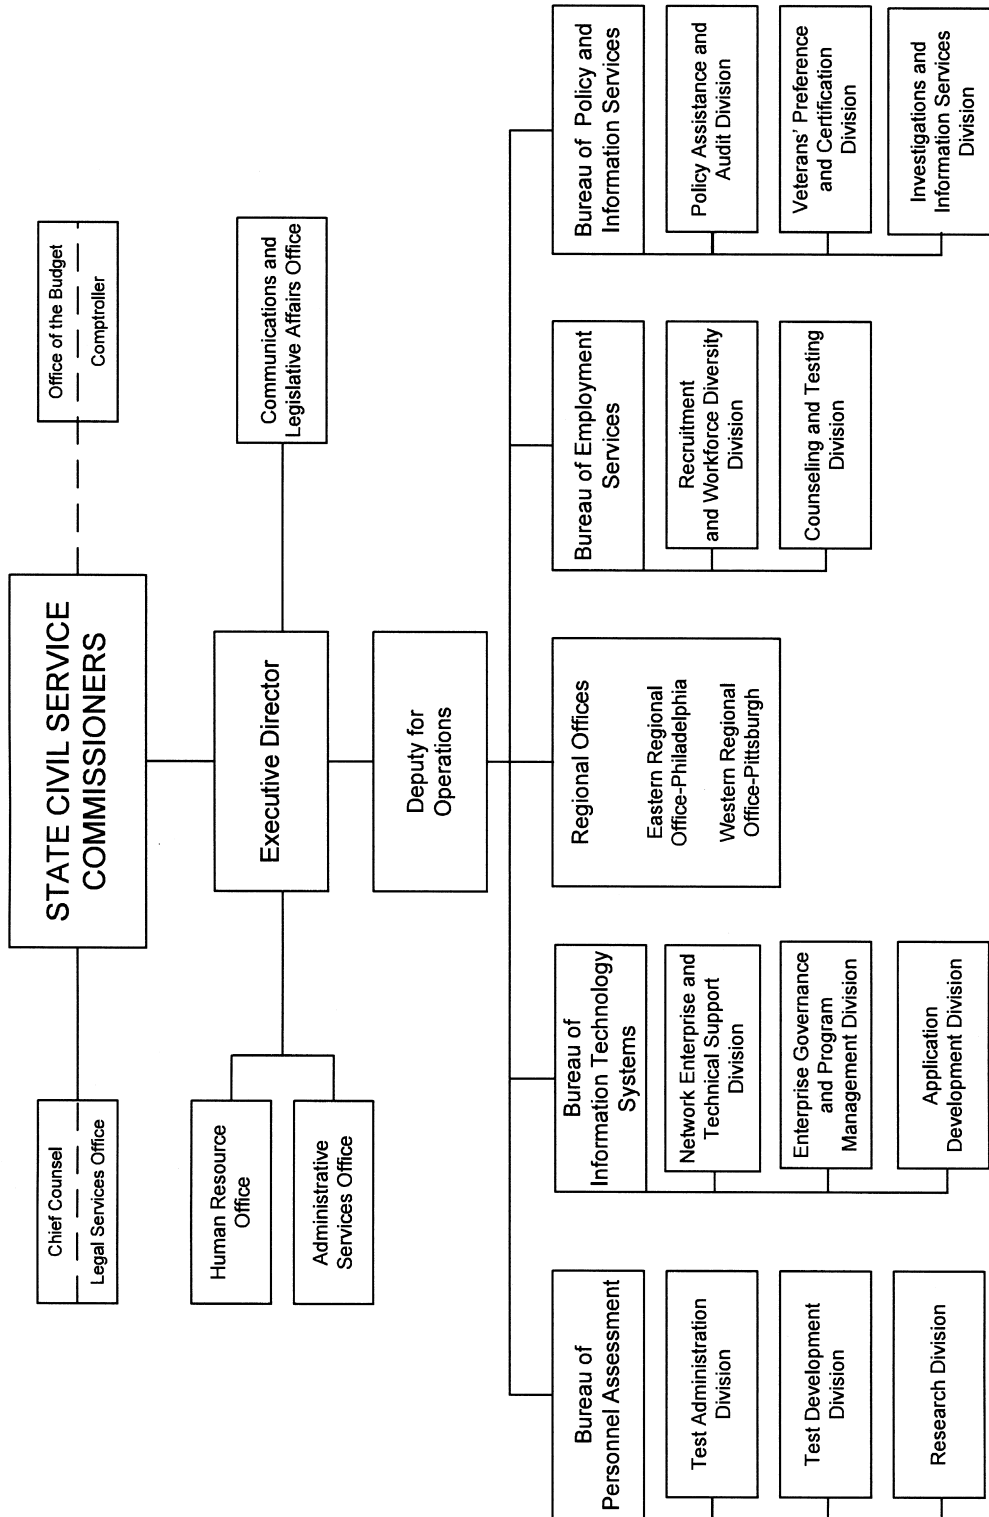 STATE CIVIL SERVICE
COMMISSIONERS
Chief Counsel
Legal Services Office
Office of the Budget
Comptroller
Executive Director
Human Resource
Office
Administrative
Services Office
Communications and
Legislative Affairs Office
Deputy for
Operations
Bureau of
Personnel Assessment
Test Administration
Division
Test Development
Division
Research Division
Bureau of
Information Technology
Systems
Network Enterprise and
Technical Support
Division
Enterprise Governance
and Program
Management Division
Application
Development Division
Regional Offices
Eastern Regional
Office-Philadelphia
Western Regional
Office-Pittsburgh
Bureau of Employment
Services
Recruitment
and Workforce Diversity
Division
Counseling and Testing
Division
Bureau of Policy and
Information Services
Policy Assistance and
Audit Division
Veterans' Preference
and Certification
Division
Investigations and
Information Services
Division